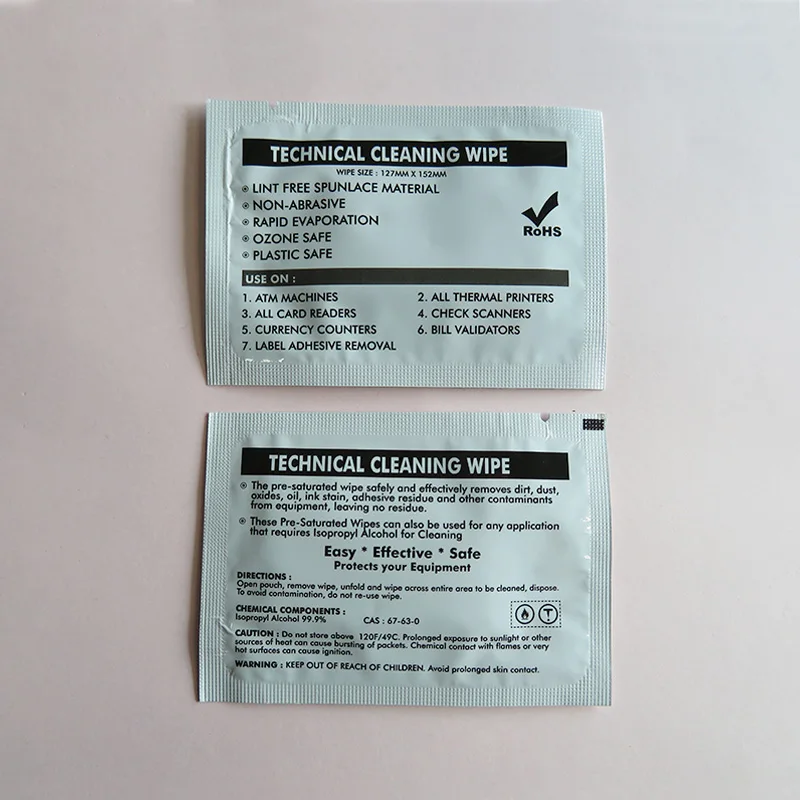 TECHNICAL CLEANING WIPE
WIPE SIZE : 127MM X 152MM
LINT FREE SPUNLACE MATERIAL
NON-ABRASIVE
RAPID EVAPORATION
OZONE SAFE
PLASTIC SAFE
RoHS
USE ON :
1. ATM MACHINES 2. ALL THERMAL PRINTERS
3. ALL CARD READERS 4. CHECK SCANNERS
5. CURRENCY COUNTERS 6. BILL VALIDATORS
7. LABEL ADHESIVE REMOVAL
TECHNICAL CLEANING WIPE
The pre-saturated wipe safely and effectively removes dirt, dust,
oxides, oil, ink stain, adhesive residue and other contaminants
from equipment, leaving no residue.
These Pre-Saturated Wipes can also be used for any application
that requires Isopropyl Alcohol for Cleaning
Easy * Effective * Safe
Protects your Equipment
DIRECTIONS :
Open pouch, remove wipe, unfold and wipe across entire area to be cleaned, dispose.
To avoid contamination, do not re-use wipe.
CHEMICAL COMPONENTS :
Isopropyl Alcohol 99.9% CAS : 67-63-0
T
CAUTION : Do not store above 120F/49C. Prolonged exposure to sunlight or other
sources of heat can cause bursting of packets. Chemical contact with flames or very
hot surfaces can cause ignition.
WARNING : KEEP OUT OF REACH OF CHILDREN. Avoid prolonged skin contact.